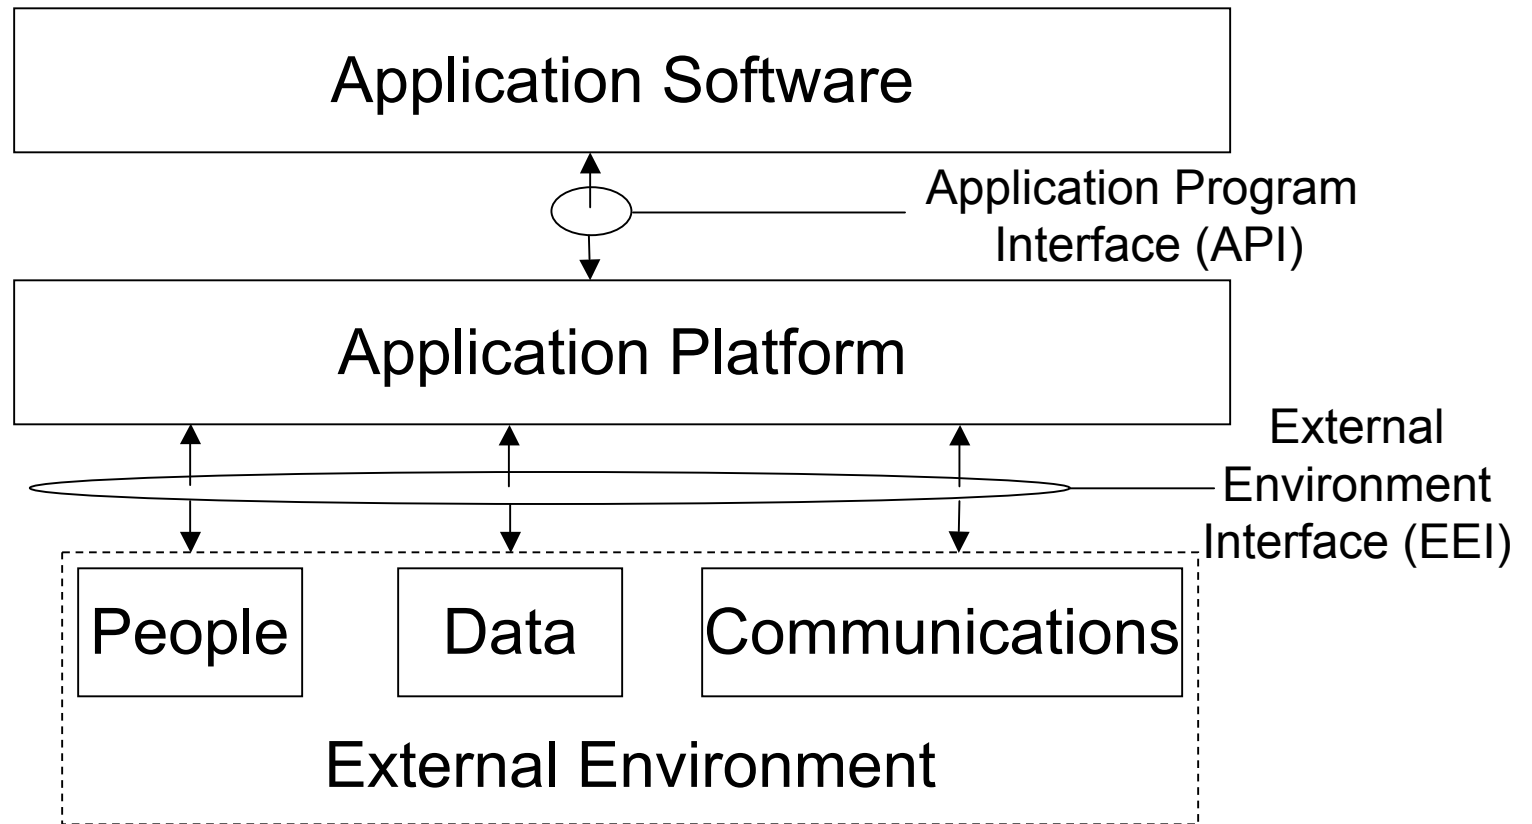 Application Software
Application Program
Interface (API)
Application Platform
External
Environment
Interface (EEI)
People
Data
Communications
External Environment